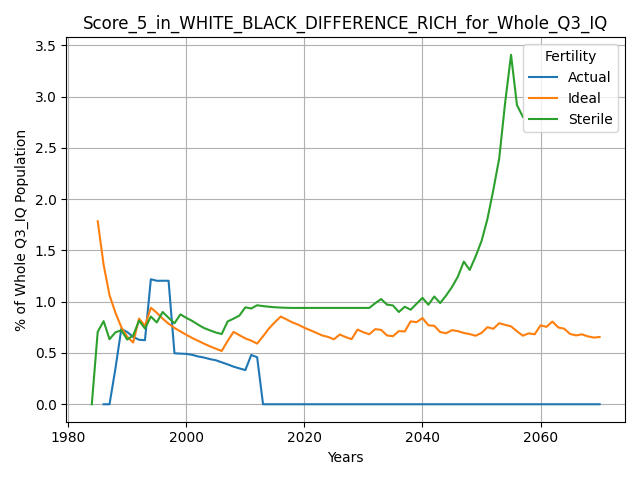 Score_5_in_WHITE_BLACK_DIFFERENCE_RICH_for_Whole_Q3_IQ
Fertility
Actual
Ideal
Sterile
% of Whole Q3_IQ Population
3.5
3.0
2.5
2.0
1.5
1.0
0.5
0.0
1980 2000 2020 2040 2060
Years